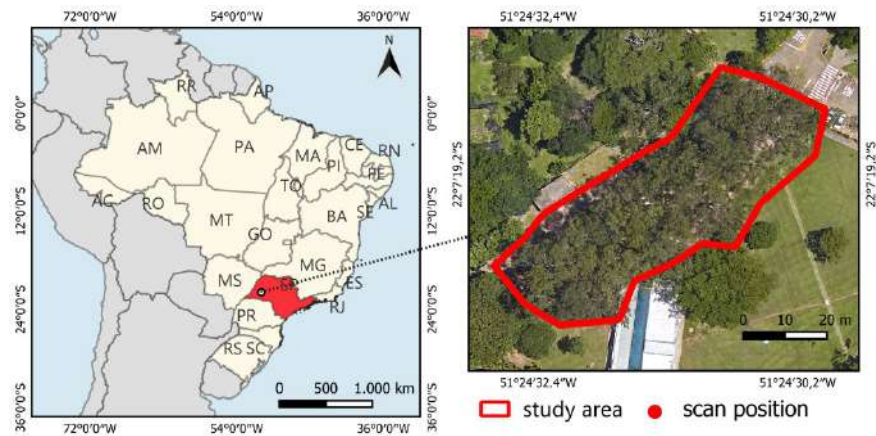 72°0'0"W 54°0'0"W 36°0'0"W
51°24'32,4"W 51°24'30,2"W
N
RR AP
0°0'0"
0°0'0"
AM PA MA CE RN
PI PE
TO AL
AC RO SE
12°0'0"S
12°0'0"S
MT BA
GO
MG
MS ES
SP
RJ
PR
24°0'0"S
24°0'0"S
RS SC
0 500 1.000 km
36°0'0"S
36°0'0"S
72°0'0"W 54°0'0"W 36°0'0"W
22°7'19,2"S
22°7'19,2"S
0 10 20 m
51°24'32,4"W 51°24'30,2"W
study area scan position